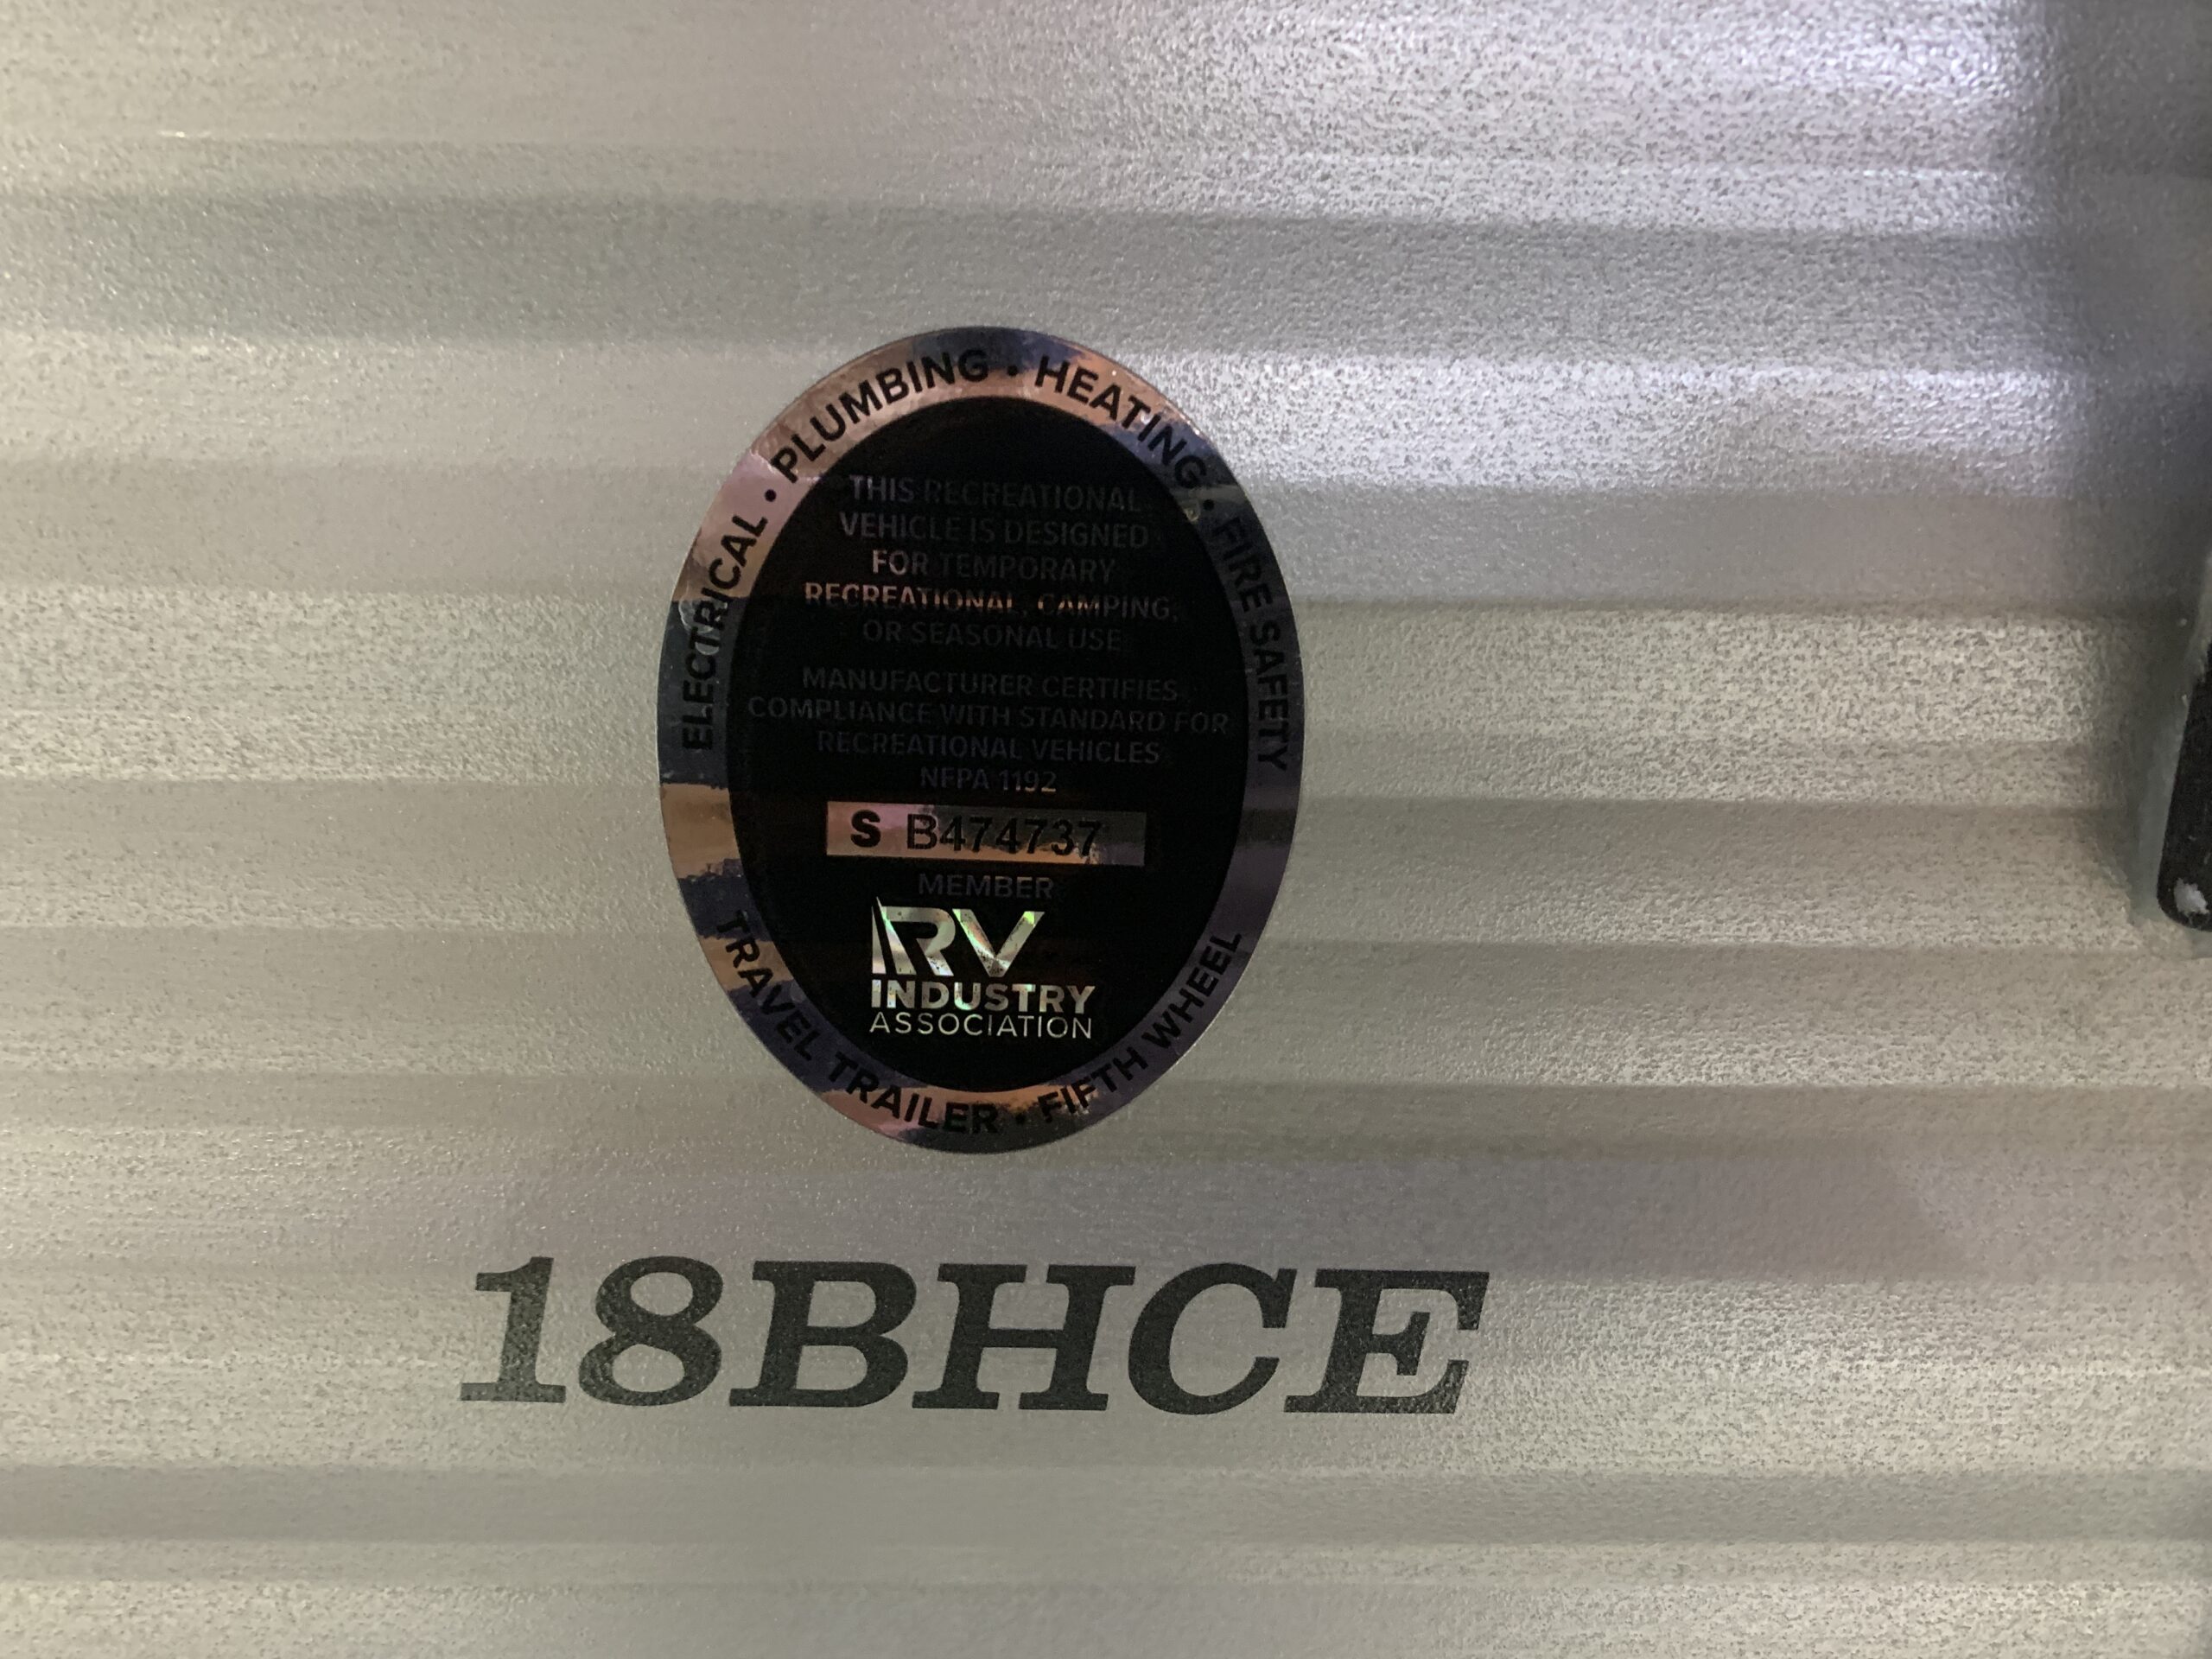 ELECTRICAL • PLUMBING • HEATING • FIRE SAFETY
THIS RECREATIONAL
VEHICLE IS DESIGNED
FOR TEMPORARY
RECREATIONAL, CAMPING,
OR SEASONAL USE
MANUFACTURER CERTIFIES
COMPLIANCE WITH STANDARD FOR
RECREATIONAL VEHICLES
NFPA 1192
S B474737
MEMBER
RV
INDUSTRY
ASSOCIATION
TRAVEL TRAILER • FIFTH WHEEL
18BHCE